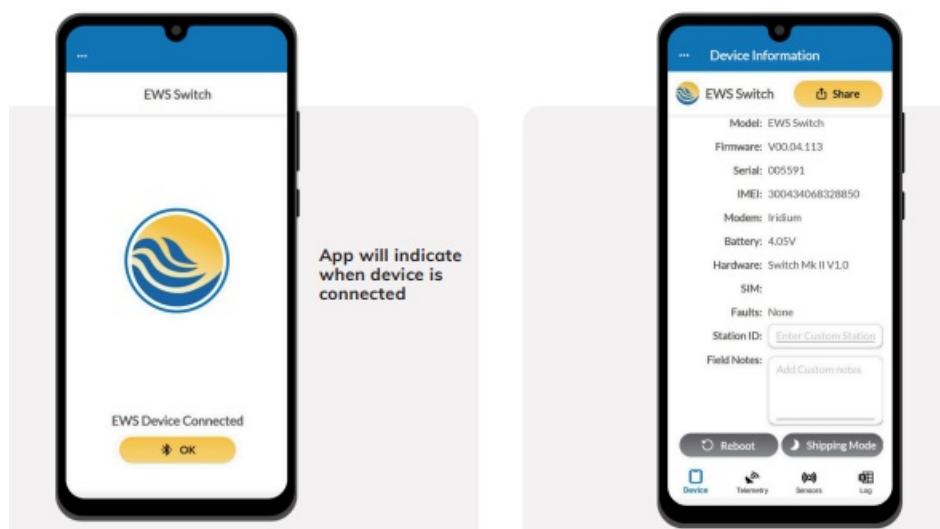 ...
EWS Switch
App will indicate
when device is
connected
EWS Device Connected
OK
... Device Information
EWS Switch Share
Model: EWS Switch
Firmware: V00.04.113
Serial: 005591
IMEI: 300434068328850
Modem: Iridium
Battery: 4.05V
Hardware: Switch Mk II V1.0
SIM:
Faults: None
Station ID: Enter Custom Station
Field Notes: Add Custom notes
Reboot Shipping Mode
Device Telemetry Sensors Log